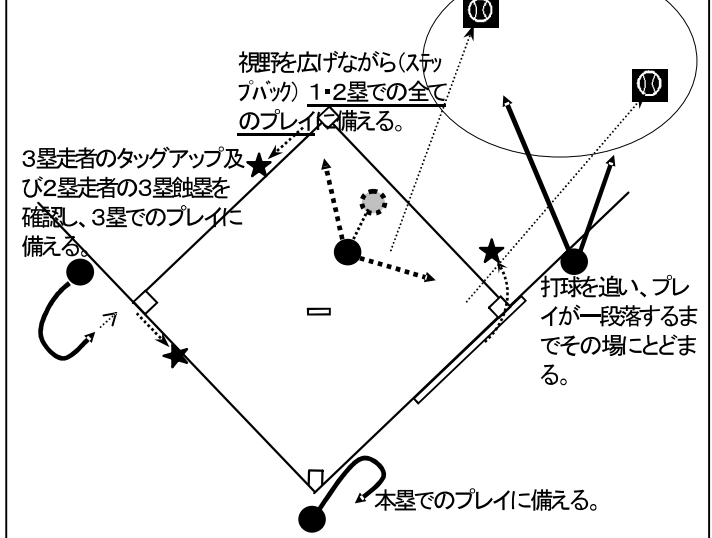 視野を広げながら（ステッ
プバック）１・２塁での全て
のプレイに備える。
３塁走者のタッグアップ及
び２塁走者の３塁触塁を
確認し、３塁でのプレイに
備える。
打球を追い、プレ
イが一段落するま
でその場にとどま
る。
本塁でのプレイに備える。